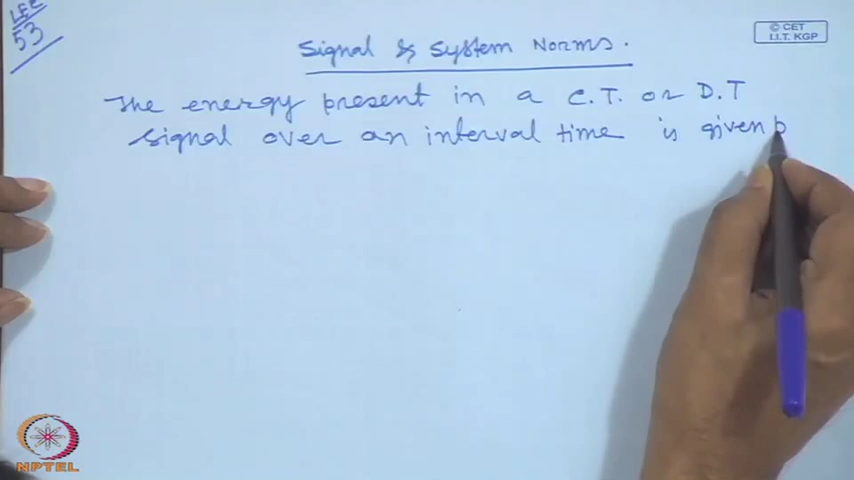 LEC
53
© CET
I.I.T. KGP
Signal & System Norms.
The energy present in a C.T. or D.T
signal over an interval time is given b
NPTEL